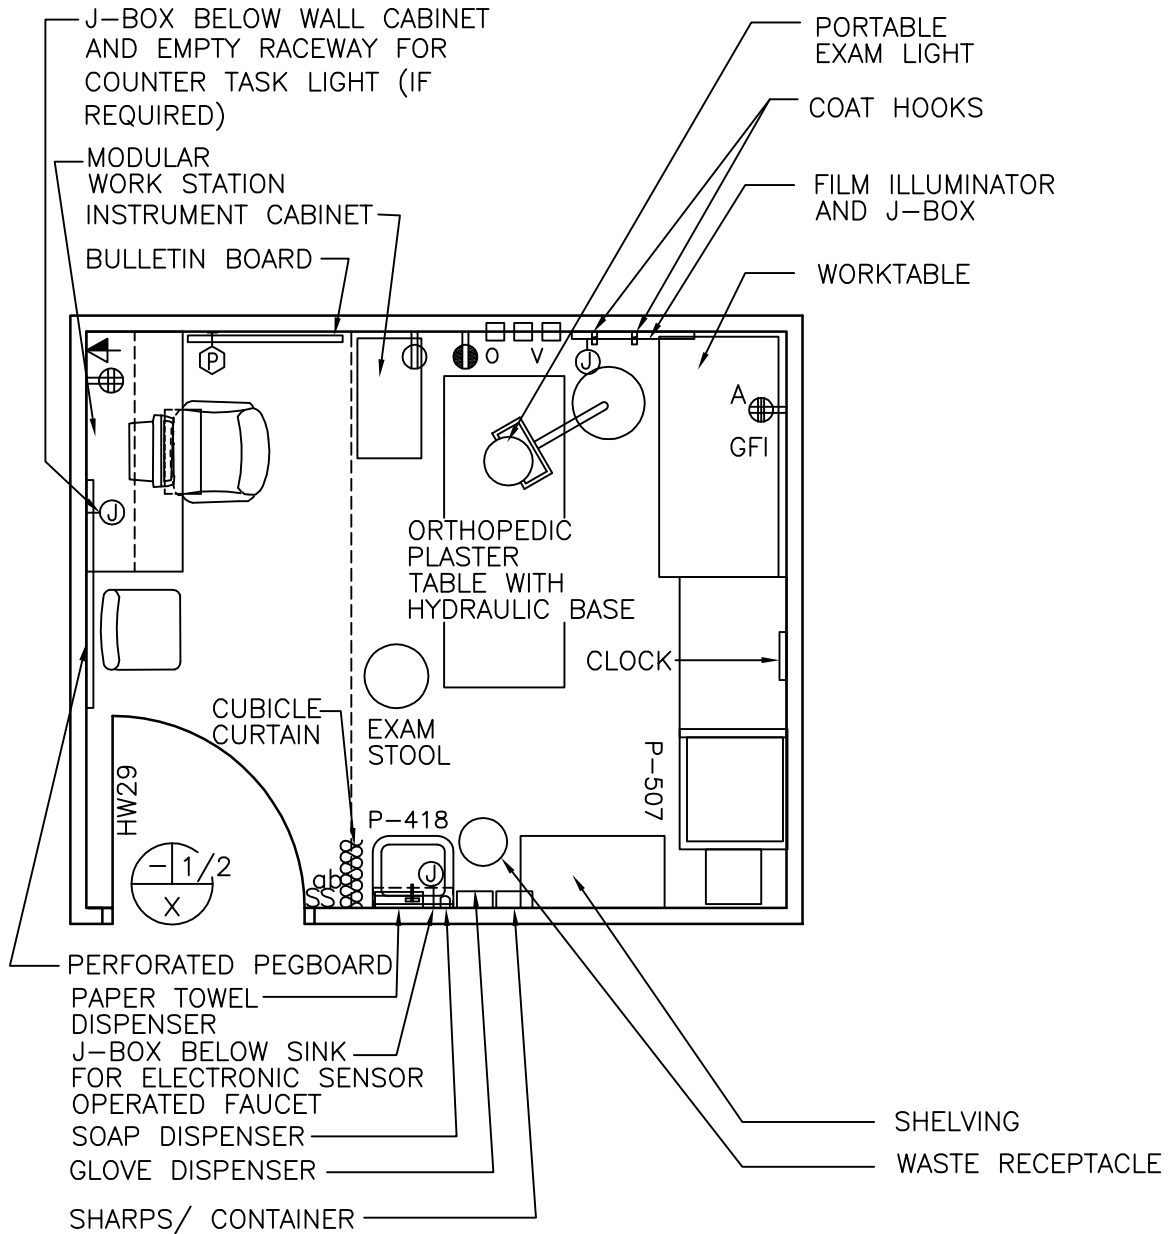 J-BOX BELOW WALL CABINET
AND EMPTY RACEWAY FOR
COUNTER TASK LIGHT (IF
REQUIRED)
MODULAR
WORK STATION
INSTRUMENT CABINET
BULLETIN BOARD
PORTABLE
EXAM LIGHT
COAT HOOKS
FILM ILLUMINATOR
AND J-BOX
WORKTABLE
P
O
V
J
A
GFI
J
ORTHOPEDIC
PLASTER
TABLE WITH
HYDRAULIC BASE
CLOCK
CUBICLE
CURTAIN
EXAM
STOOL
P-507
HW29
P-418
- 1/2
X
ab
SS
J
PERFORATED PEGBOARD
PAPER TOWEL
DISPENSER
J-BOX BELOW SINK
FOR ELECTRONIC SENSOR
OPERATED FAUCET
SOAP DISPENSER
GLOVE DISPENSER
SHARPS/ CONTAINER
SHELVING
WASTE RECEPTACLE